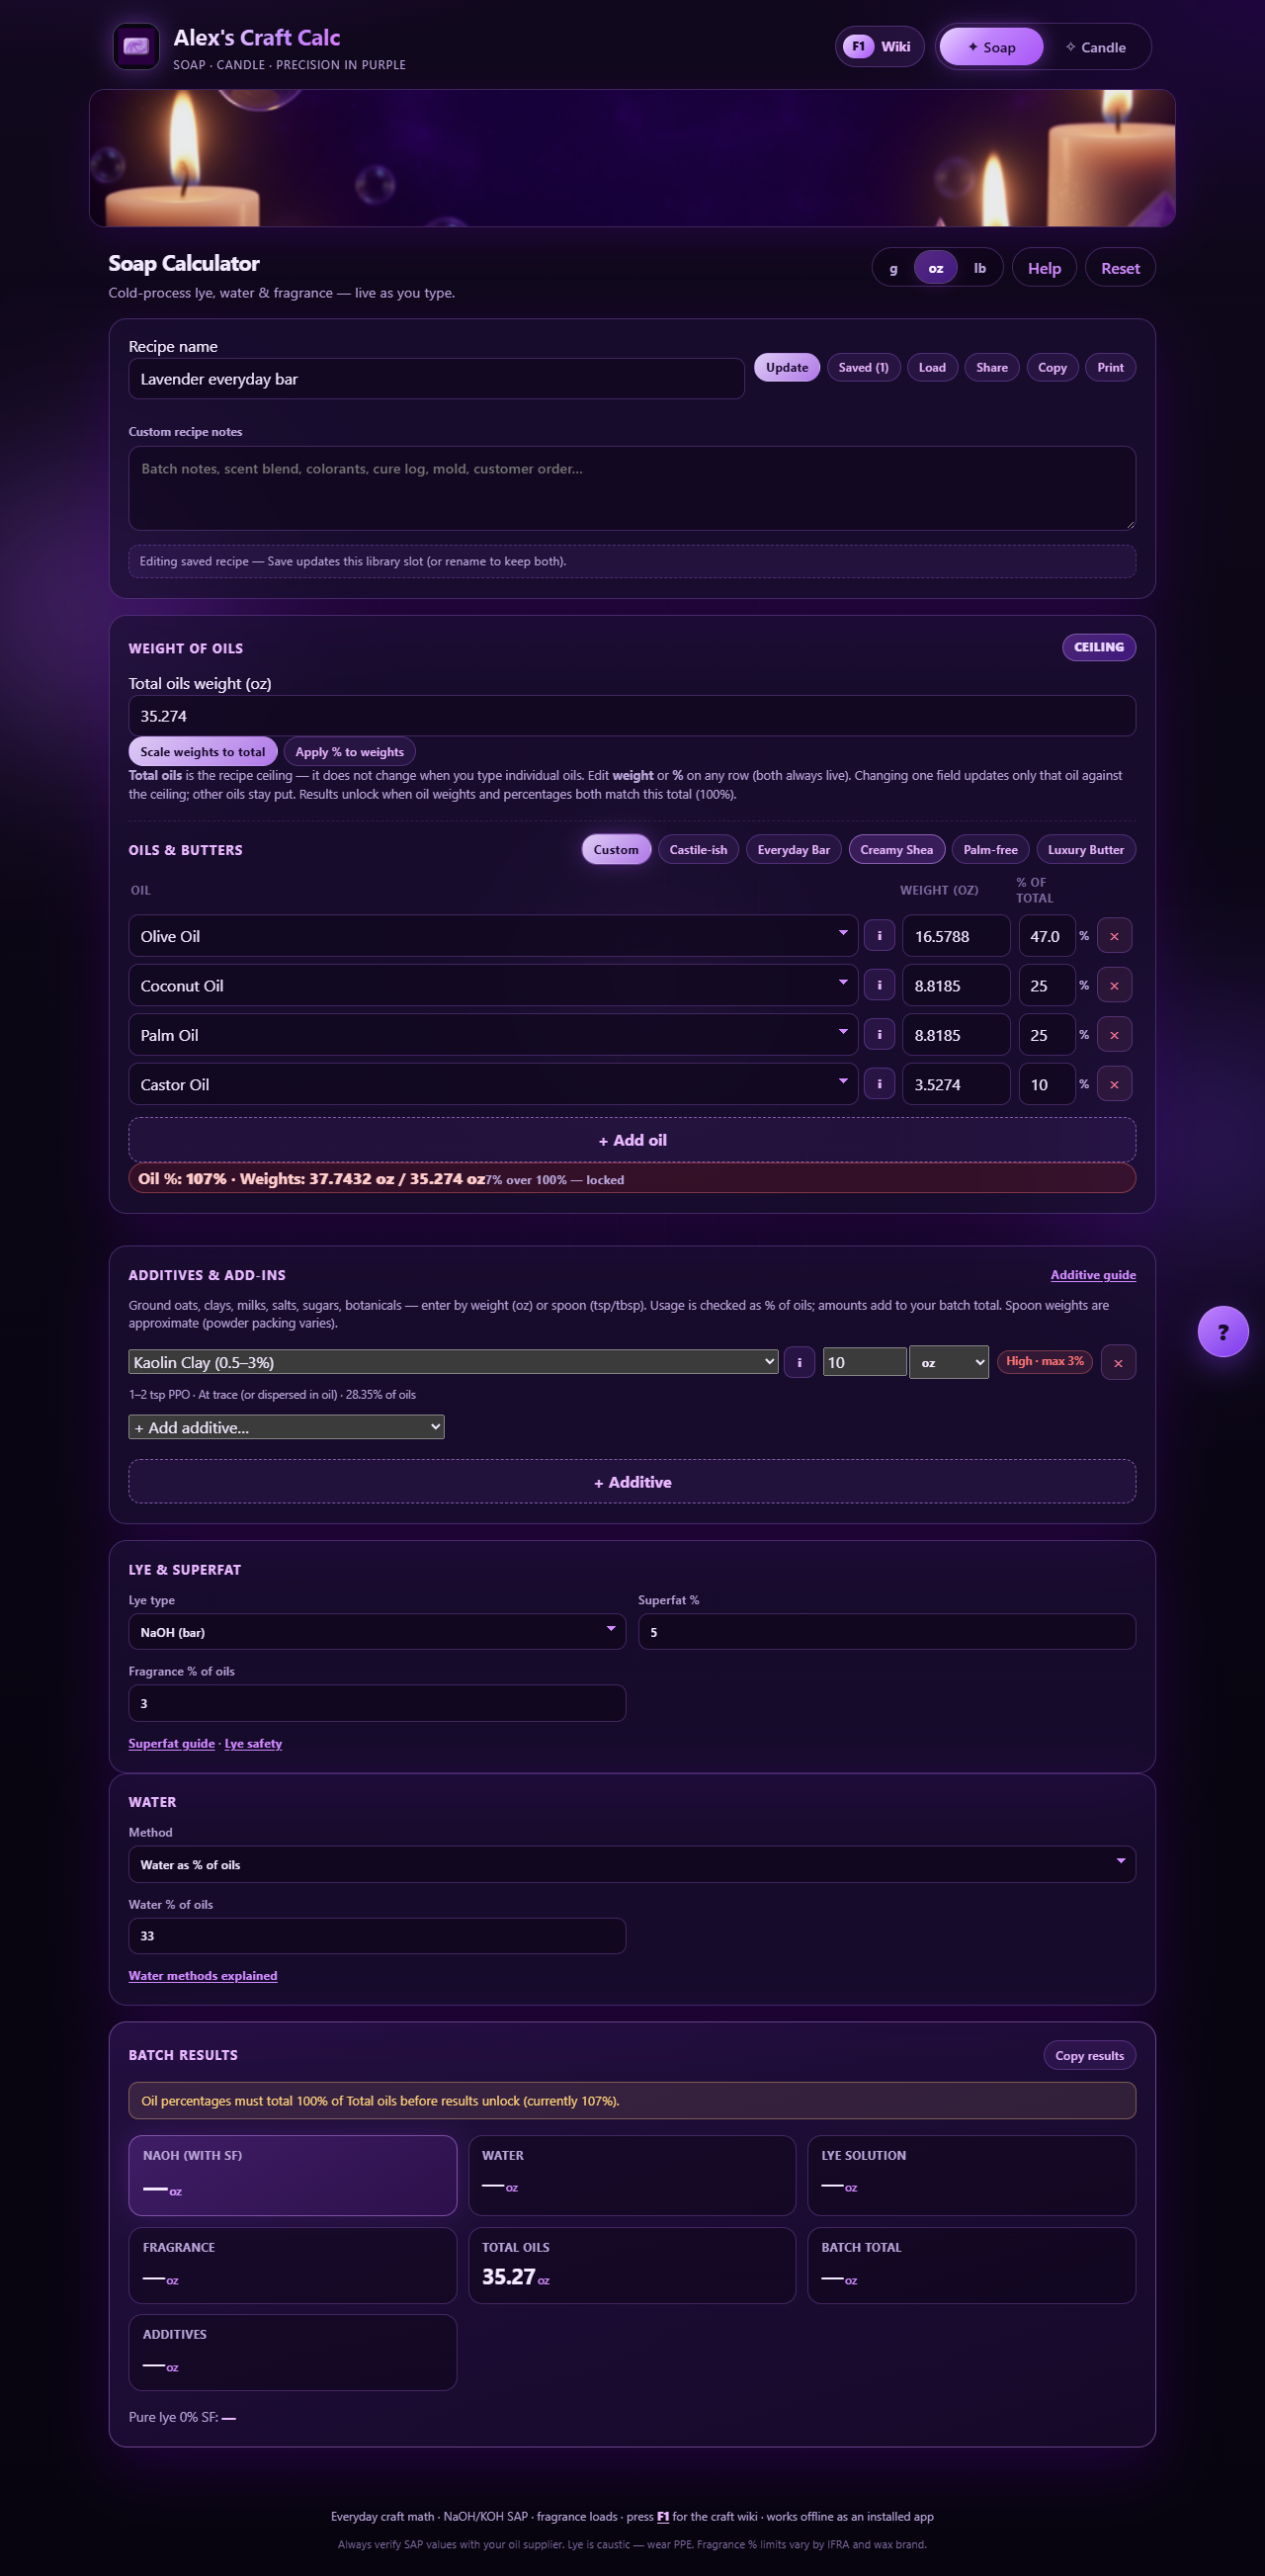 Alex's Craft Calc
SOAP · CANDLE · PRECISION IN PURPLE
F1 Wiki
✦ Soap
✧ Candle
Soap Calculator
Cold-process lye, water & fragrance — live as you type.
g oz lb
Help
Reset
Recipe name
Lavender everyday bar
Update
Saved (1)
Load
Share
Copy
Print
Custom recipe notes
Batch notes, scent blend, colorants, cure log, mold, customer order...
Editing saved recipe — Save updates this library slot (or rename to keep both).
WEIGHT OF OILS
CEILING
Total oils weight (oz)
35.274
Scale weights to total
Apply % to weights
Total oils is the recipe ceiling — it does not change when you type individual oils. Edit weight or % on any row (both always live). Changing one field updates only that oil against
the ceiling; other oils stay put. Results unlock when oil weights and percentages both match this total (100%).
OILS & BUTTERS
Custom
Castile-ish
Everyday Bar
Creamy Shea
Palm-free
Luxury Butter
OIL
WEIGHT (OZ)
% OF
TOTAL
Olive Oil i 16.5788 47.0 % ×
Coconut Oil i 8.8185 25 % ×
Palm Oil i 8.8185 25 % ×
Castor Oil i 3.5274 10 % ×
+ Add oil
Oil %: 107% · Weights: 37.7432 oz / 35.274 oz7% over 100% — locked
ADDITIVES & ADD-INS
Additive guide
Ground oats, clays, milks, salts, sugars, botanicals — enter by weight (oz) or spoon (tsp/tbsp). Usage is checked as % of oils; amounts add to your batch total. Spoon weights are
approximate (powder packing varies).
Kaolin Clay (0.5–3%) i 10 oz High · max 3% ×
1–2 tsp PPO · At trace (or dispersed in oil) · 28.35% of oils
+ Add additive...
+ Additive
?
LYE & SUPERFAT
Lye type
NaOH (bar)
Superfat %
5
Fragrance % of oils
3
Superfat guide · Lye safety
WATER
Method
Water as % of oils
Water % of oils
33
Water methods explained
BATCH RESULTS
Copy results
Oil percentages must total 100% of Total oils before results unlock (currently 107%).
NAOH (WITH SF)
— oz
WATER
— oz
LYE SOLUTION
— oz
FRAGRANCE
— oz
TOTAL OILS
35.27 oz
BATCH TOTAL
— oz
ADDITIVES
— oz
Pure lye 0% SF: —
Everyday craft math · NaOH/KOH SAP · fragrance loads · press F1 for the craft wiki · works offline as an installed app
Always verify SAP values with your oil supplier. Lye is caustic — wear PPE. Fragrance % limits vary by IFRA and wax brand.